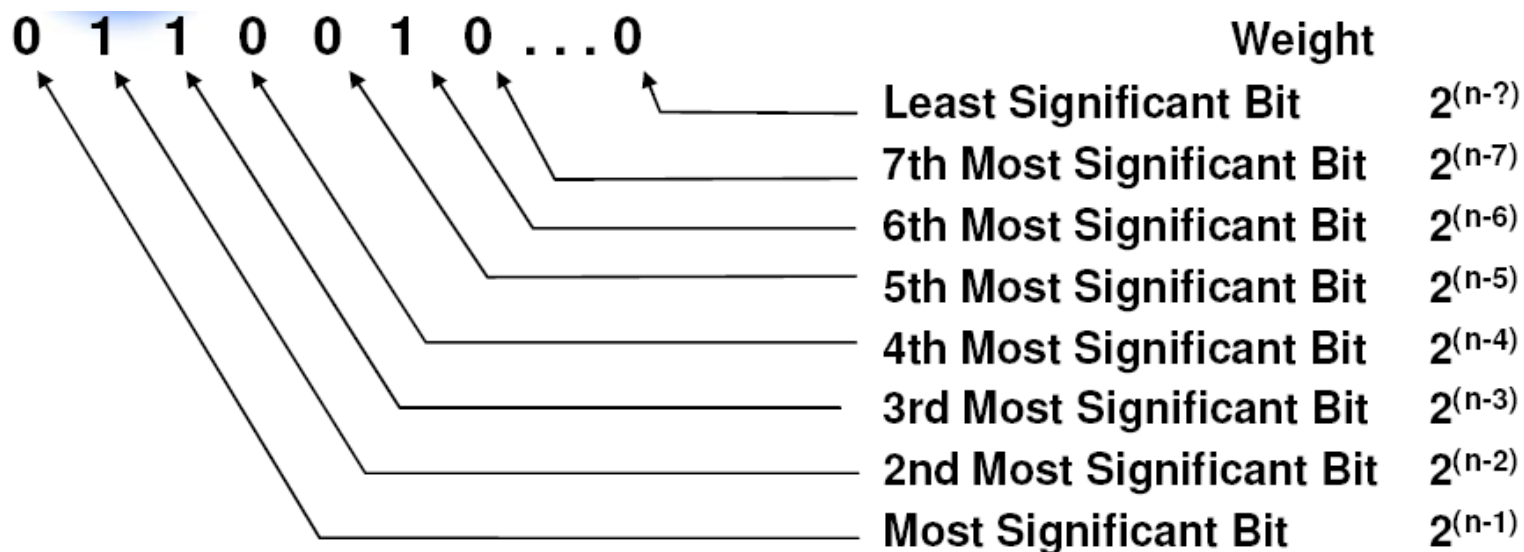 0 1 1 0 0 1 0 . . . 0 Weight
Least Significant Bit 2^(n-?)
7th Most Significant Bit 2^(n-7)
6th Most Significant Bit 2^(n-6)
5th Most Significant Bit 2^(n-5)
4th Most Significant Bit 2^(n-4)
3rd Most Significant Bit 2^(n-3)
2nd Most Significant Bit 2^(n-2)
Most Significant Bit 2^(n-1)